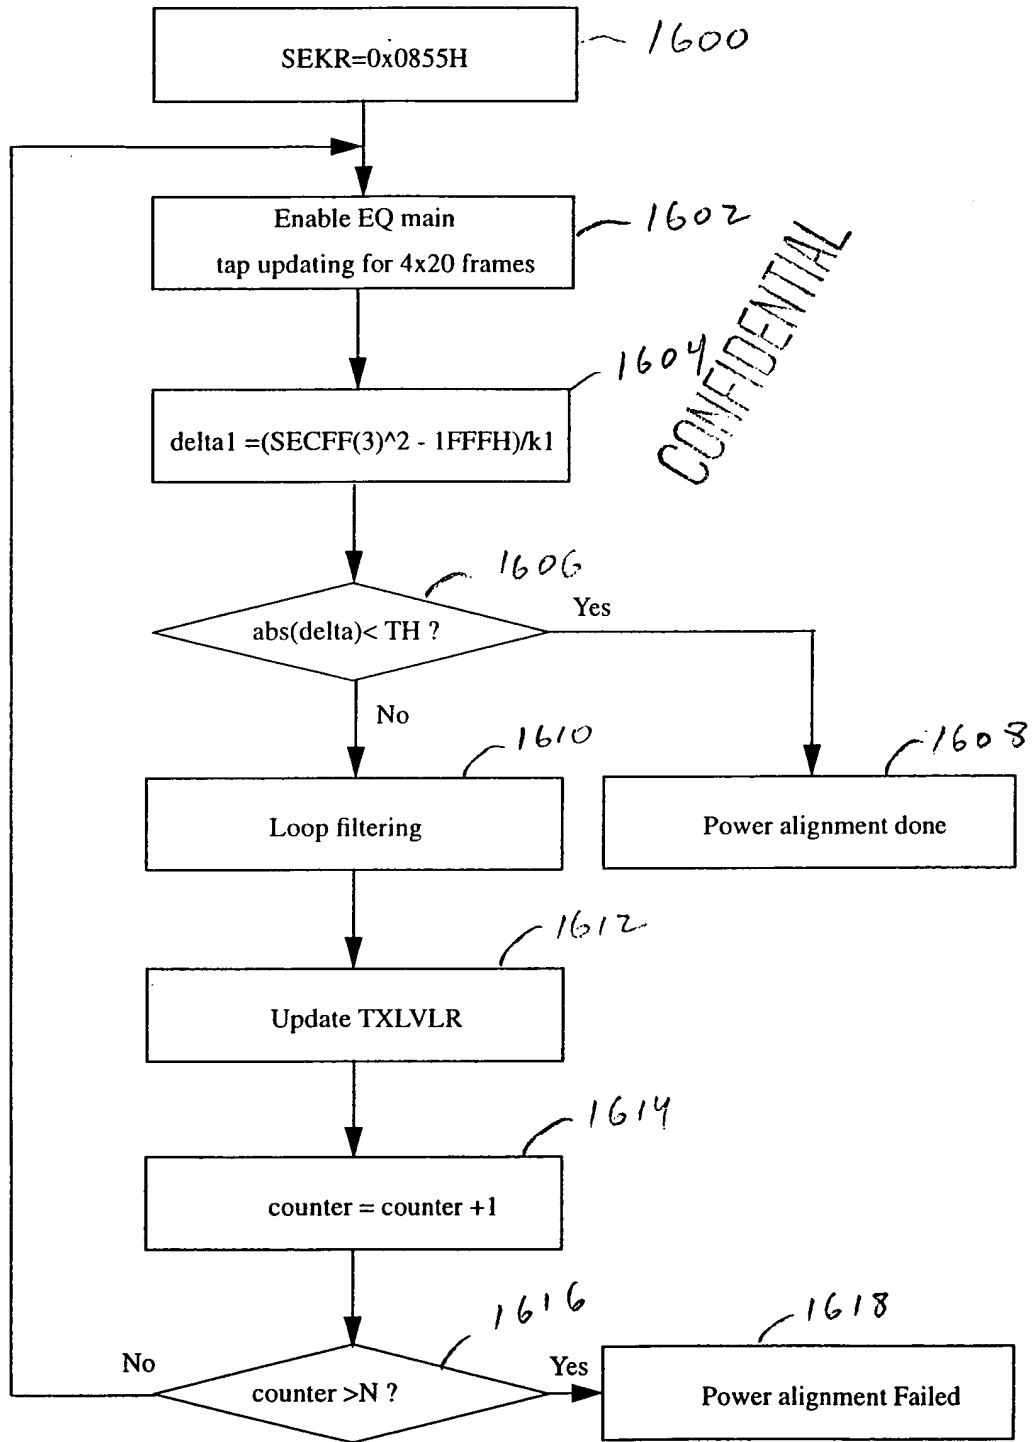 SEKR=0x0855H
1600
Enable EQ main
tap updating for 4x20 frames
1602
CONFIDENTIAL
1604
delta1 =(SECFF(3)^2 - 1FFFH)/k1
1606
abs(delta)< TH ?
Yes
No
1610
1608
Loop filtering
Power alignment done
1612
Update TXLVLR
1614
counter = counter +1
1616
1618
No
counter >N ?
Yes
Power alignment Failed